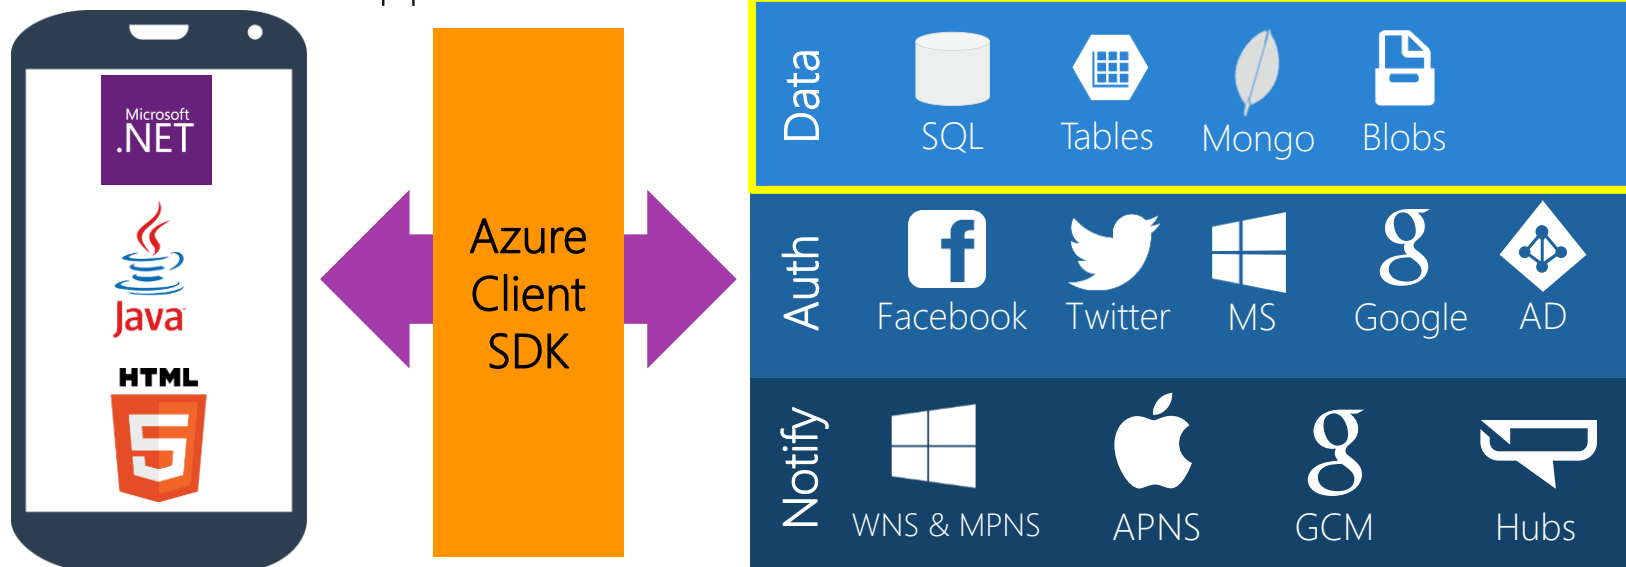 Microsoft
.NET
Java
HTML
5
Azure
Client
SDK
Data
SQL
Tables
Mongo
Blobs
Auth
Facebook
Twitter
MS
Google
AD
Notify
WNS & MPNS
APNS
GCM
Hubs